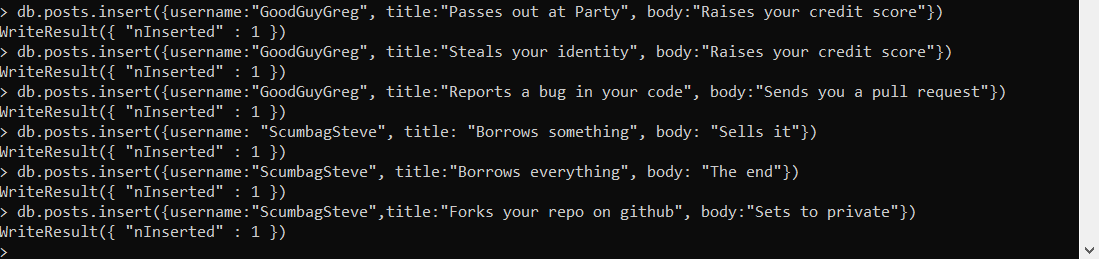 > db.posts.insert({username:"GoodGuyGreg", title:"Passes out at Party", body:"Raises your credit score"})
WriteResult({ "nInserted" : 1 })
> db.posts.insert({username:"GoodGuyGreg", title:"Steals your identity", body:"Raises your credit score"})
WriteResult({ "nInserted" : 1 })
> db.posts.insert({username:"GoodGuyGreg", title:"Reports a bug in your code", body:"Sends you a pull request"})
WriteResult({ "nInserted" : 1 })
> db.posts.insert({username: "ScumbagSteve", title: "Borrows something", body: "Sells it"})
WriteResult({ "nInserted" : 1 })
> db.posts.insert({username:"ScumbagSteve", title:"Borrows everything", body: "The end"})
WriteResult({ "nInserted" : 1 })
> db.posts.insert({username:"ScumbagSteve",title:"Forks your repo on github", body:"Sets to private"})
WriteResult({ "nInserted" : 1 })
>